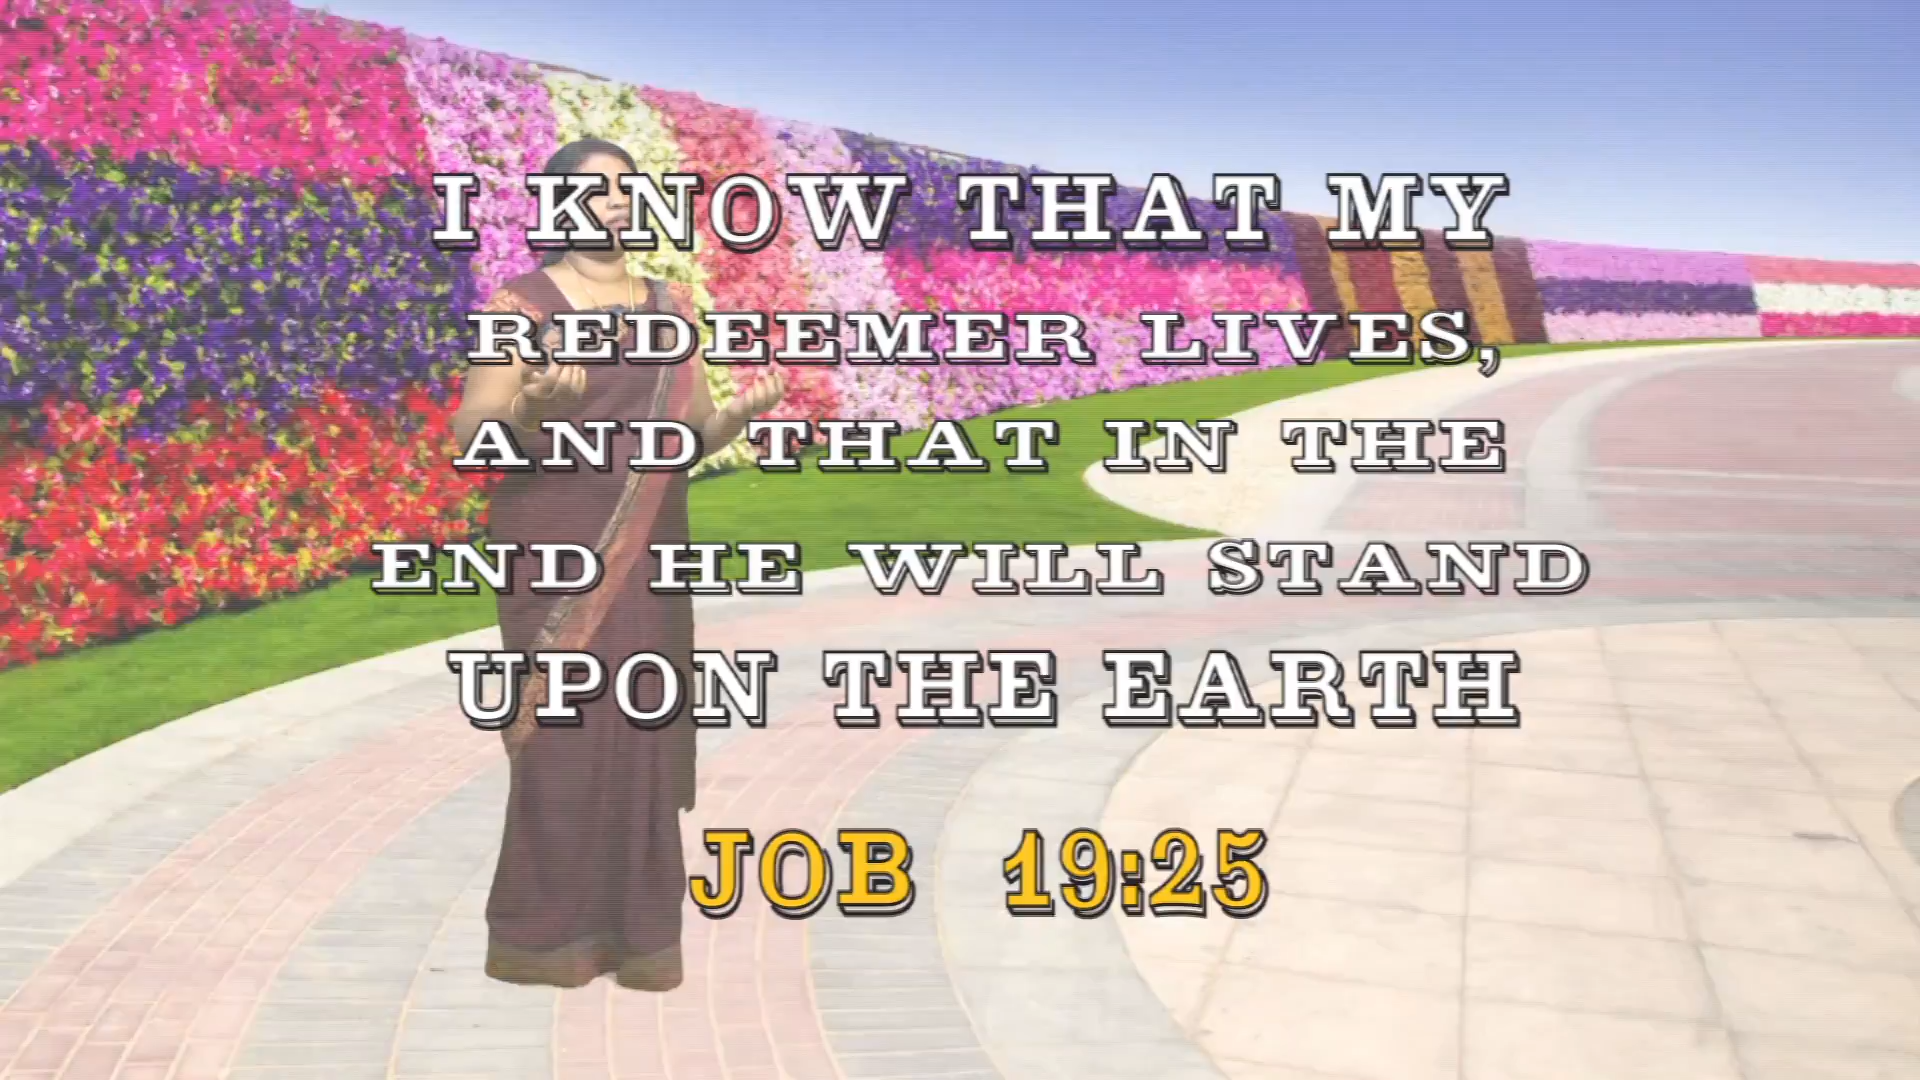 I KNOW THAT MY
REDEEMER LIVES,
AND THAT IN THE
END HE WILL STAND
UPON THE EARTH
JOB 19:25